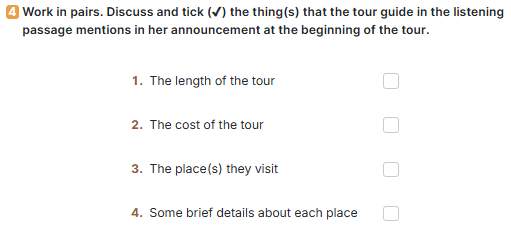 4 Work in pairs. Discuss and tick (✓) the thing(s) that the tour guide in the listening
passage mentions in her announcement at the beginning of the tour.
1. The length of the tour
2. The cost of the tour
3. The place(s) they visit
4. Some brief details about each place